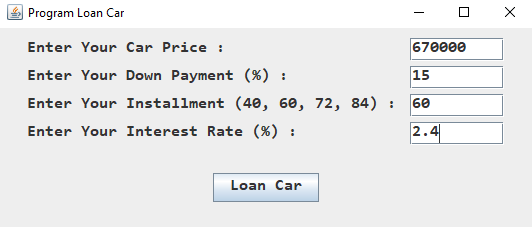 Program Loan Car
Enter Your Car Price : 670000
Enter Your Down Payment (%) : 15
Enter Your Installment (40, 60, 72, 84) : 60
Enter Your Interest Rate (%) : 2.4
Loan Car